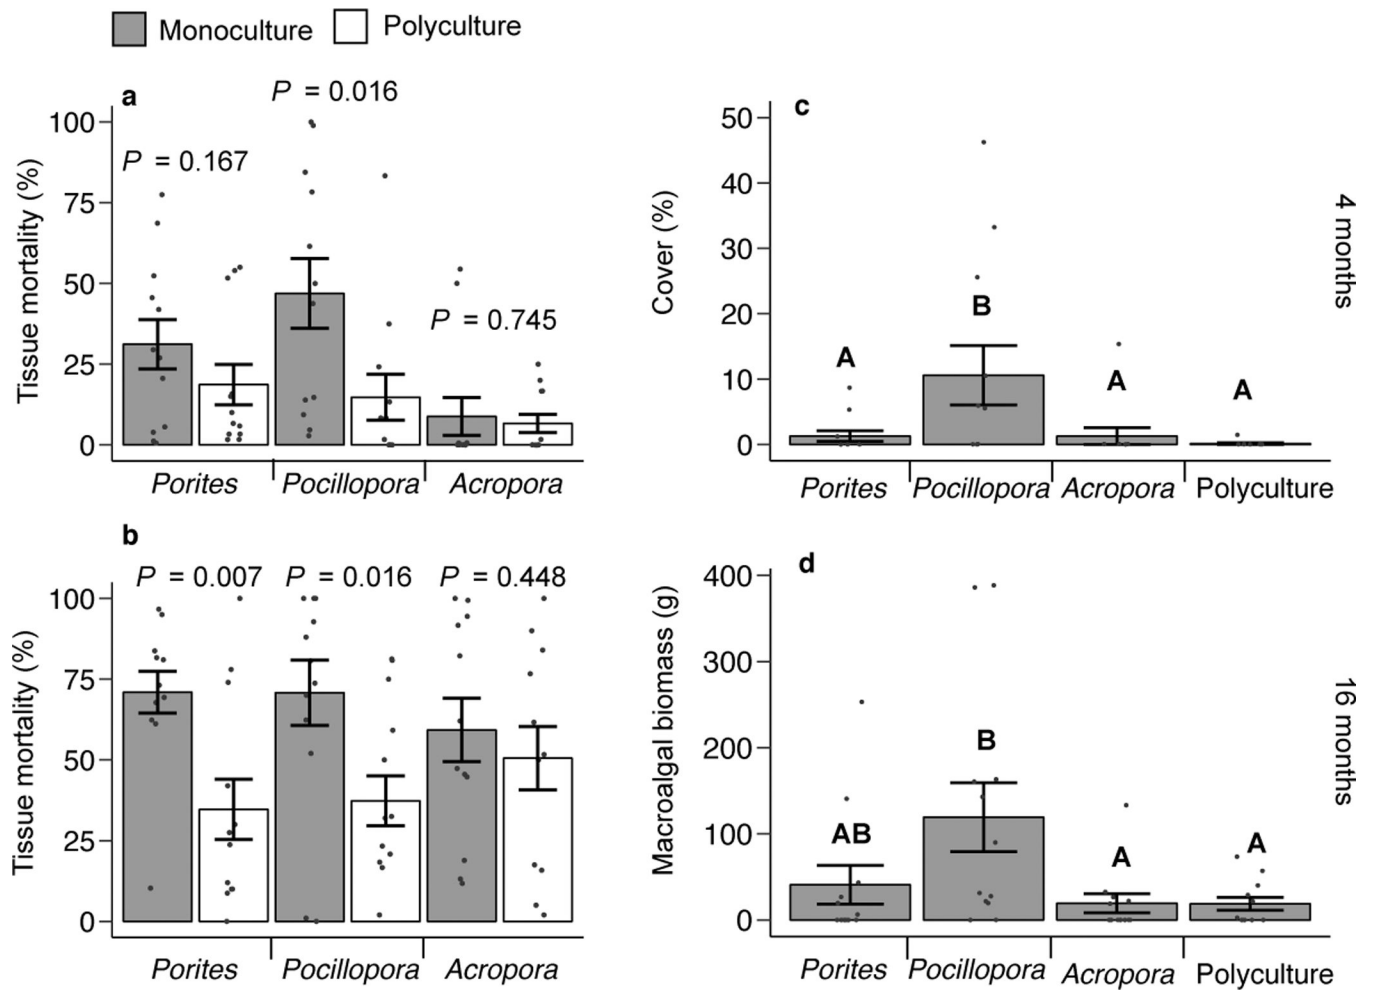 Monoculture
Polyculture
a
P = 0.016
P = 0.167
P = 0.745
Tissue mortality (%)
100
75
50
25
0
Porites
Pocillopora
Acropora
c
Cover (%)
50
40
30
20
10
0
A
B
A
A
Porites
Pocillopora
Acropora
Polyculture
4 months
b
P = 0.007
P = 0.016
P = 0.448
Tissue mortality (%)
100
75
50
25
0
Porites
Pocillopora
Acropora
d
Macroalgal biomass (g)
400
300
200
100
0
AB
B
A
A
Porites
Pocillopora
Acropora
Polyculture
16 months